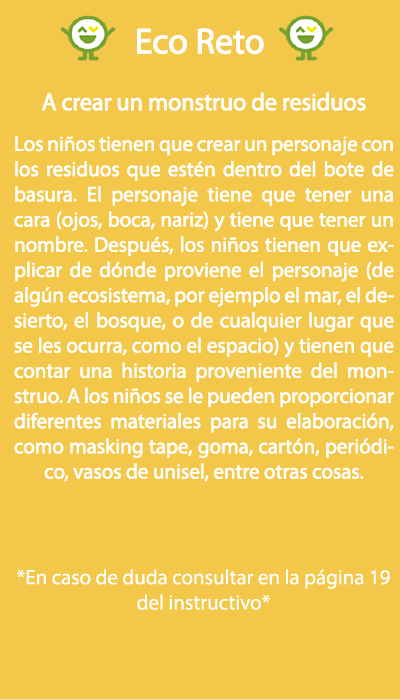 Eco Reto
A crear un monstruo de residuos
Los niños tienen que crear un personaje con
los residuos que estén dentro del bote de
basura. El personaje tiene que tener una
cara (ojos, boca, nariz) y tiene que tener un
nombre. Después, los niños tienen que ex-
plicar de dónde proviene el personaje (de
algún ecosistema, por ejemplo el mar, el de-
sierto, el bosque, o de cualquier lugar que
se les ocurra, como el espacio) y tienen que
contar una historia proveniente del mon-
struo. A los niños se le pueden proporcionar
diferentes materiales para su elaboración,
como masking tape, goma, cartón, periódi-
co, vasos de unisel, entre otras cosas.
*En caso de duda consultar en la página 19
del instructivo*